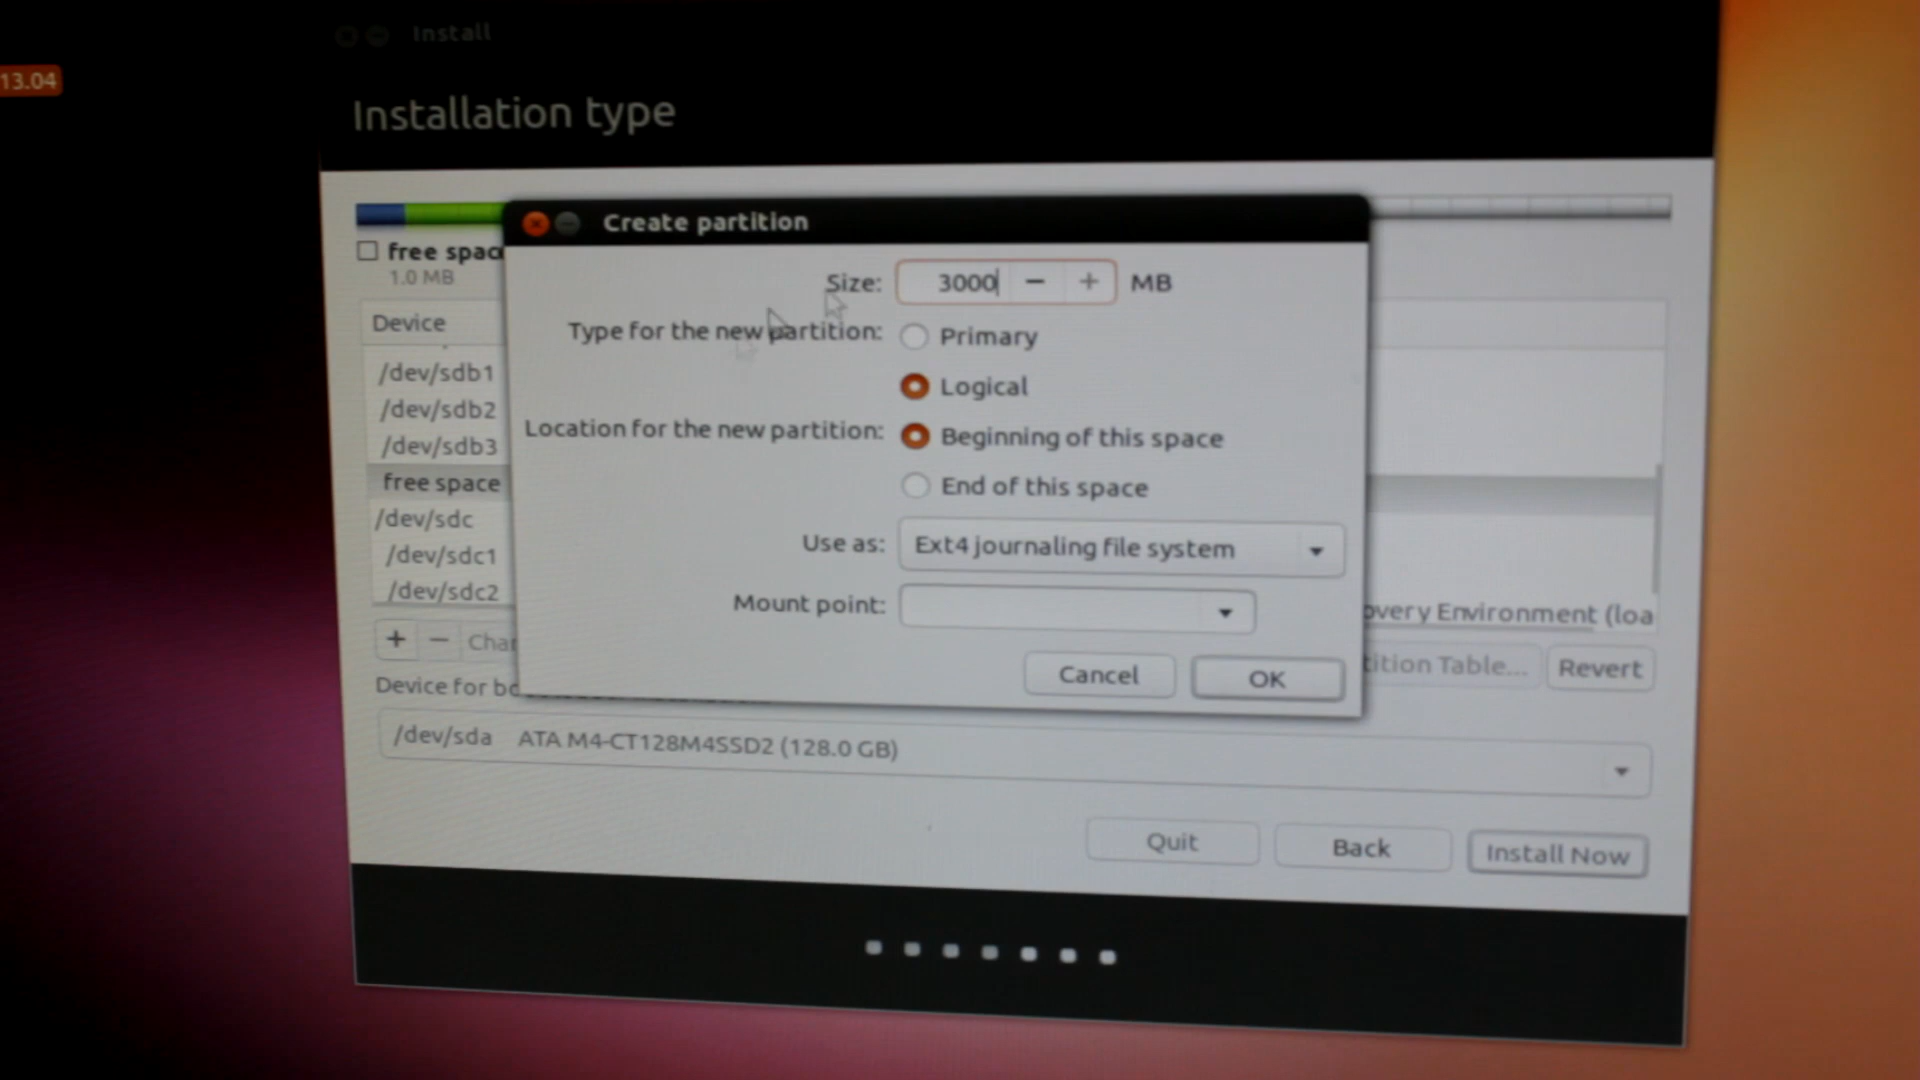 Install
13.04
Installation type
Create partition
free spac
1.0 MB
Size: 3000 - + MB
Device
Type for the new partition: Primary
Logical
Location for the new partition: Beginning of this space
End of this space
Use as: Ext4 journaling file system
Mount point:
Cancel OK
/dev/sdb1
/dev/sdb2
/dev/sdb3
free space
/dev/sdc
/dev/sdc1
/dev/sdc2
overy Environment (loa
+ - Chan
tition Table... Revert
Device for bo
/dev/sda ATA M4-CT128M4SSD2 (128.0 GB)
Quit Back Install Now